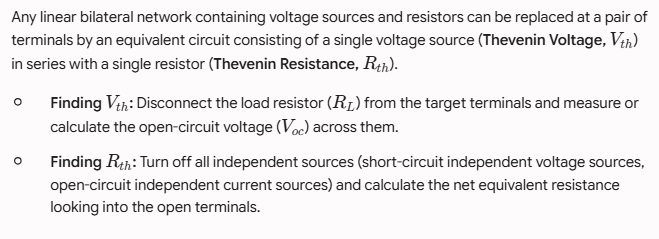 Any linear bilateral network containing voltage sources and resistors can be replaced at a pair of
terminals by an equivalent circuit consisting of a single voltage source (Thevenin Voltage, V_{th})
in series with a single resistor (Thevenin Resistance, R_{th}).
○ Finding V_{th}: Disconnect the load resistor (R_L) from the target terminals and measure or
calculate the open-circuit voltage (V_{oc}) across them.
○ Finding R_{th}: Turn off all independent sources (short-circuit independent voltage sources,
open-circuit independent current sources) and calculate the net equivalent resistance
looking into the open terminals.